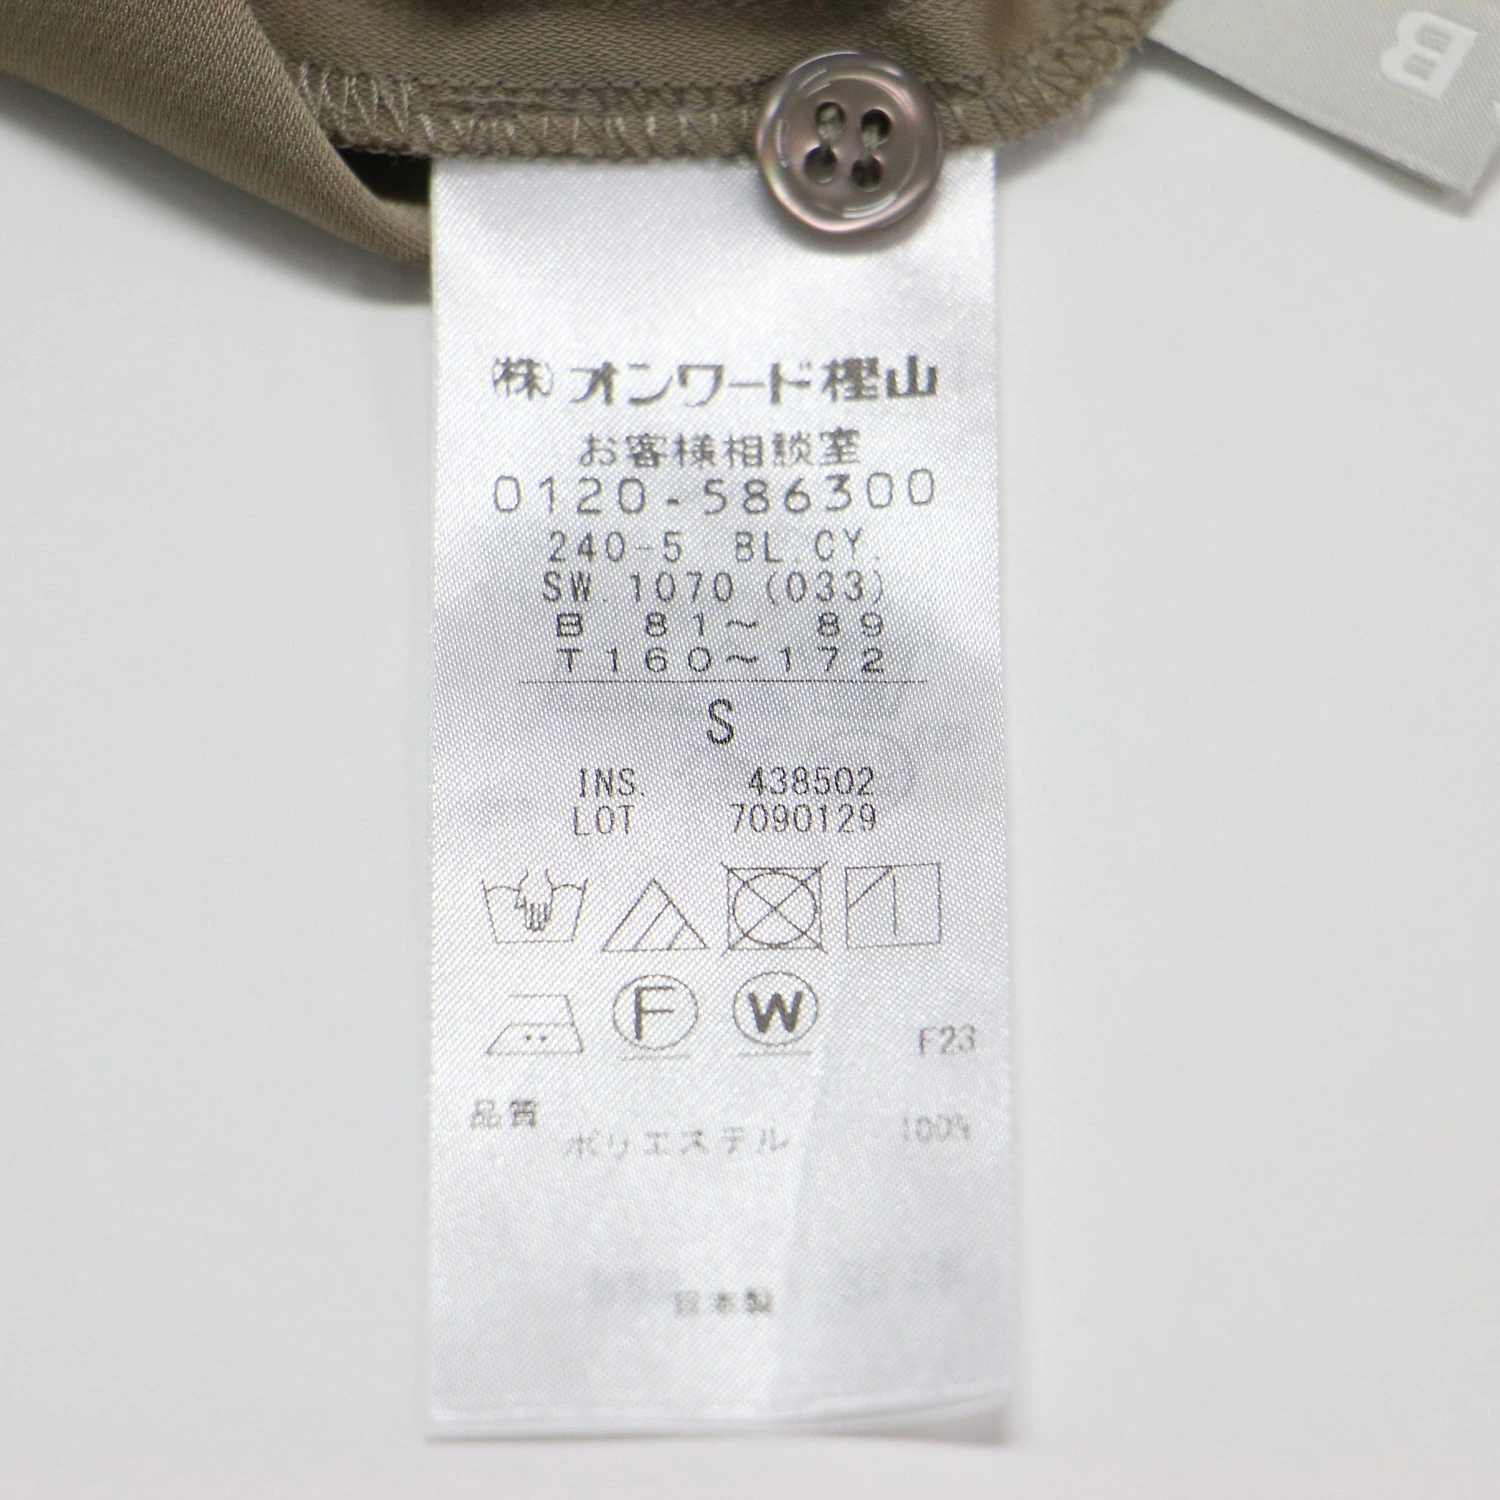 B
(株)オンワード樫山
お客様相談室
0120-586300
240-5 BL.CY.
SW.1070 (033)
B 81〜 89
T160〜172
S
INS. 438502
LOT 7090129
F W
F23
品質
ポリエステル 100%
日本製